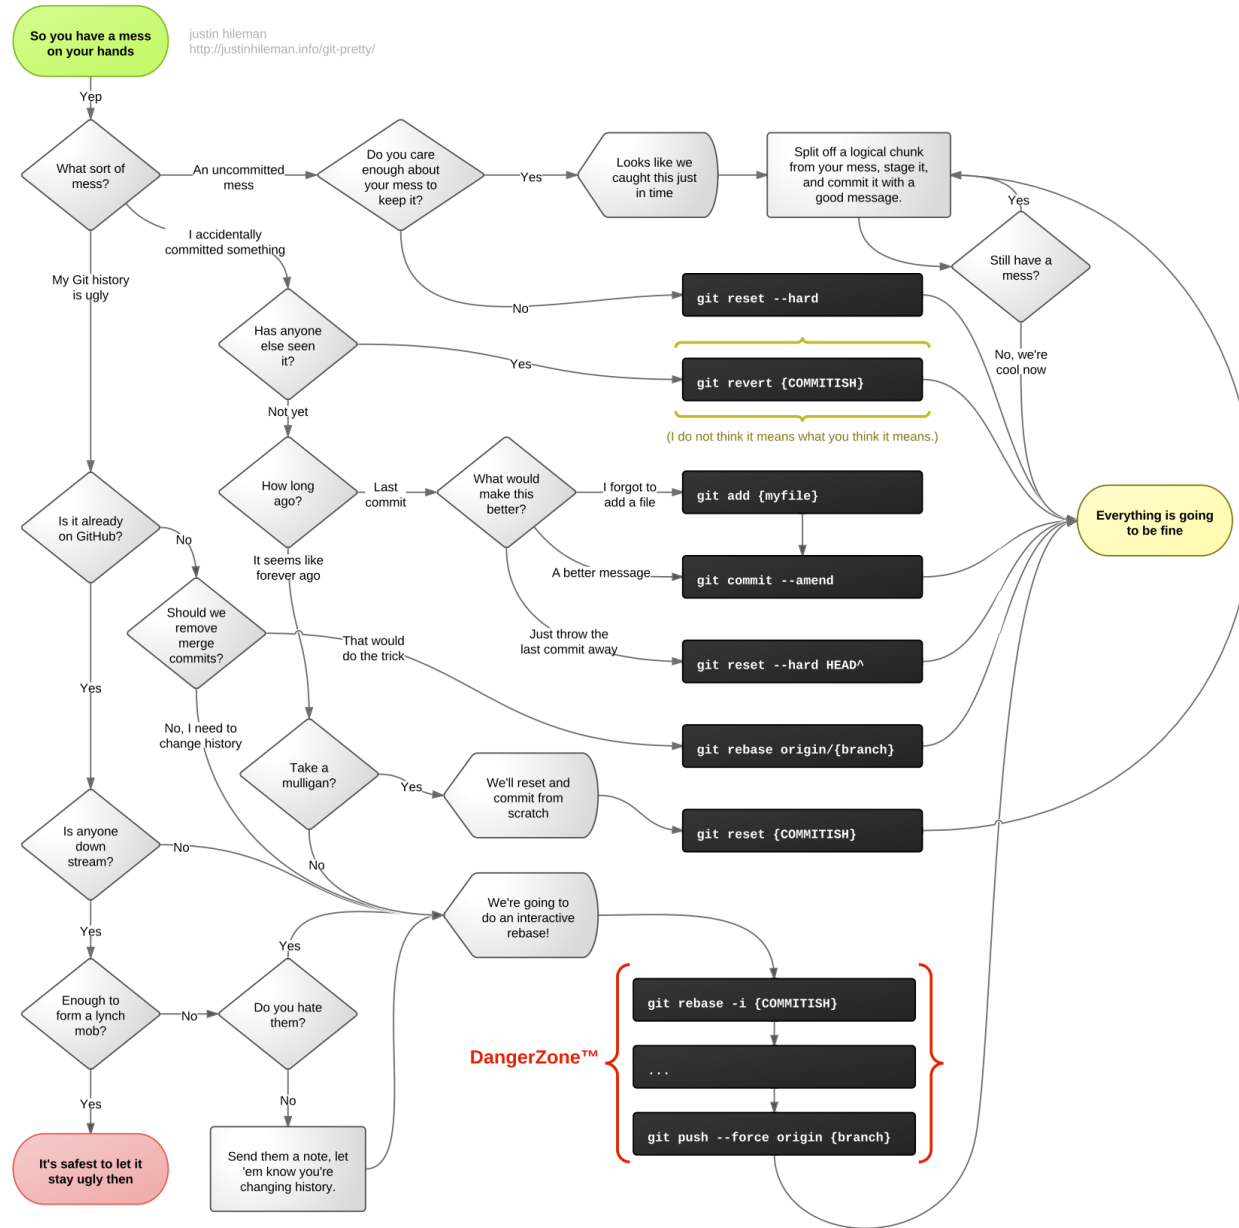 So you have a mess
on your hands
justin hileman
http://justinhileman.info/git-pretty/
Yep
What sort of
mess?
An uncommitted
mess
Do you care
enough about
your mess to
keep it?
Yes
Looks like we
caught this just
in time
Split off a logical chunk
from your mess, stage it,
and commit it with a
good message.
Yes
Still have a
mess?
I accidentally
committed something
My Git history
is ugly
No
git reset --hard
Has anyone
else seen
it?
Yes
git revert {COMMITISH}
No, we're
cool now
(I do not think it means what you think it means.)
Not yet
How long
ago?
Last
commit
What would
make this
better?
I forgot to
add a file
git add {myfile}
Everything is going
to be fine
Is it already
on GitHub?
No
It seems like
forever ago
A better message
git commit --amend
Should we
remove
merge
commits?
That would
do the trick
Just throw the
last commit away
git reset --hard HEAD^
Yes
No, I need to
change history
git rebase origin/{branch}
Take a
mulligan?
Yes
We'll reset and
commit from
scratch
git reset {COMMITISH}
Is anyone
down
stream?
No
No
We're going to
do an interactive
rebase!
Yes
Yes
Enough to
form a lynch
mob?
No
Do you hate
them?
DangerZone™
git rebase -i {COMMITISH}
...
git push --force origin {branch}
Yes
No
It's safest to let it
stay ugly then
Send them a note, let
'em know you're
changing history.